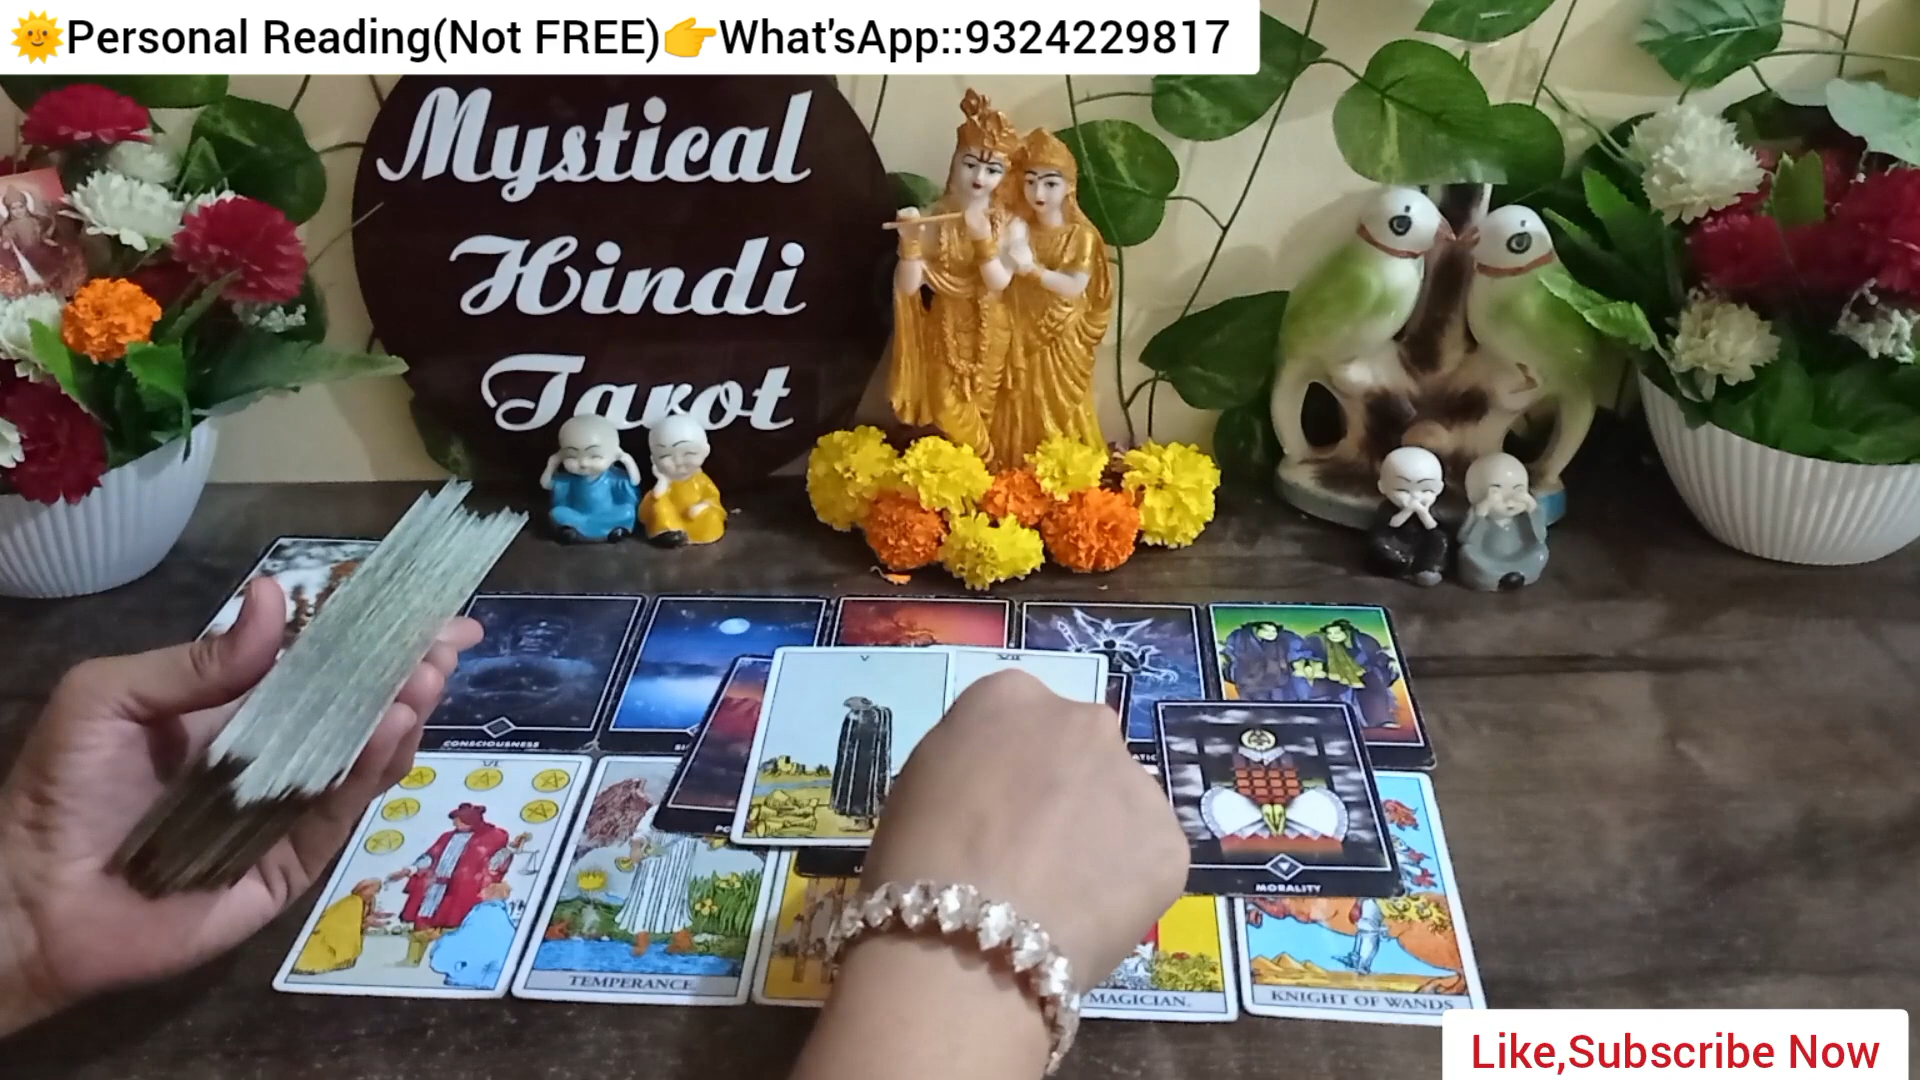 🌞Personal Reading(Not FREE)👉What'sApp::9324229817
Mystical
Hindi
Tarot
V
VII
CONSCIOUSNESS
VI
MORALITY
TEMPERANCE.
MAGICIAN.
KNIGHT OF WANDS
Like,Subscribe Now